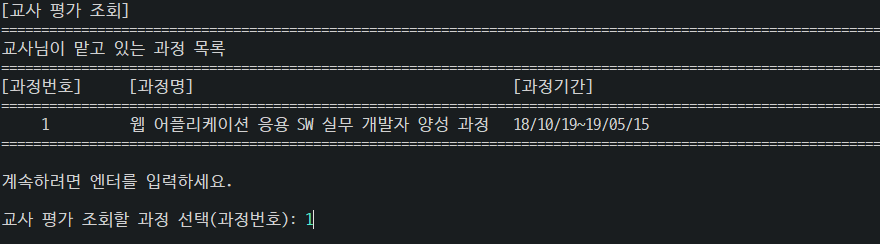 [교사 평가 조회]
================================================================================================
교사님이 맡고 있는 과정 목록
================================================================================================
[과정번호] [과정명] [과정기간]
================================================================================================
1 웹 어플리케이션 응용 SW 실무 개발자 양성 과정 18/10/19~19/05/15
================================================================================================
계속하려면 엔터를 입력하세요.
교사 평가 조회할 과정 선택(과정번호): 1